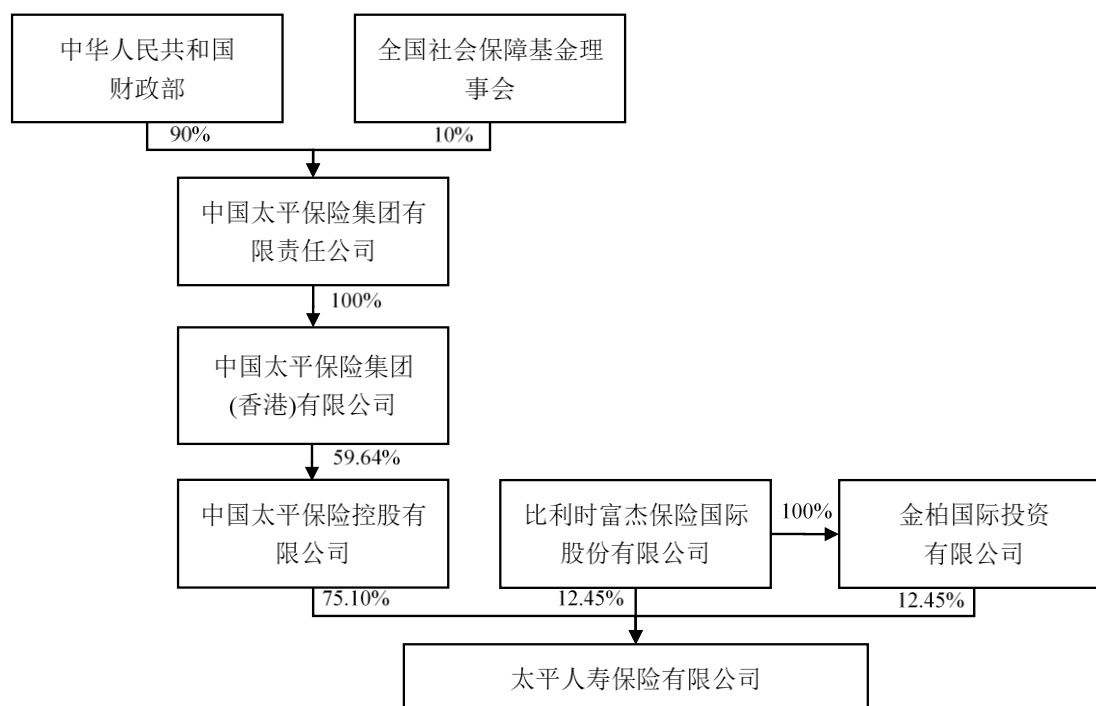 中华人民共和国
财政部
全国社会保障基金理
事会
90%
10%
中国太平保险集团有
限责任公司
100%
中国太平保险集团
(香港)有限公司
59.64%
中国太平保险控股有
限公司
比利时富杰保险国际
股份有限公司
100%
金柏国际投资
有限公司
75.10%
12.45%
12.45%
太平人寿保险有限公司